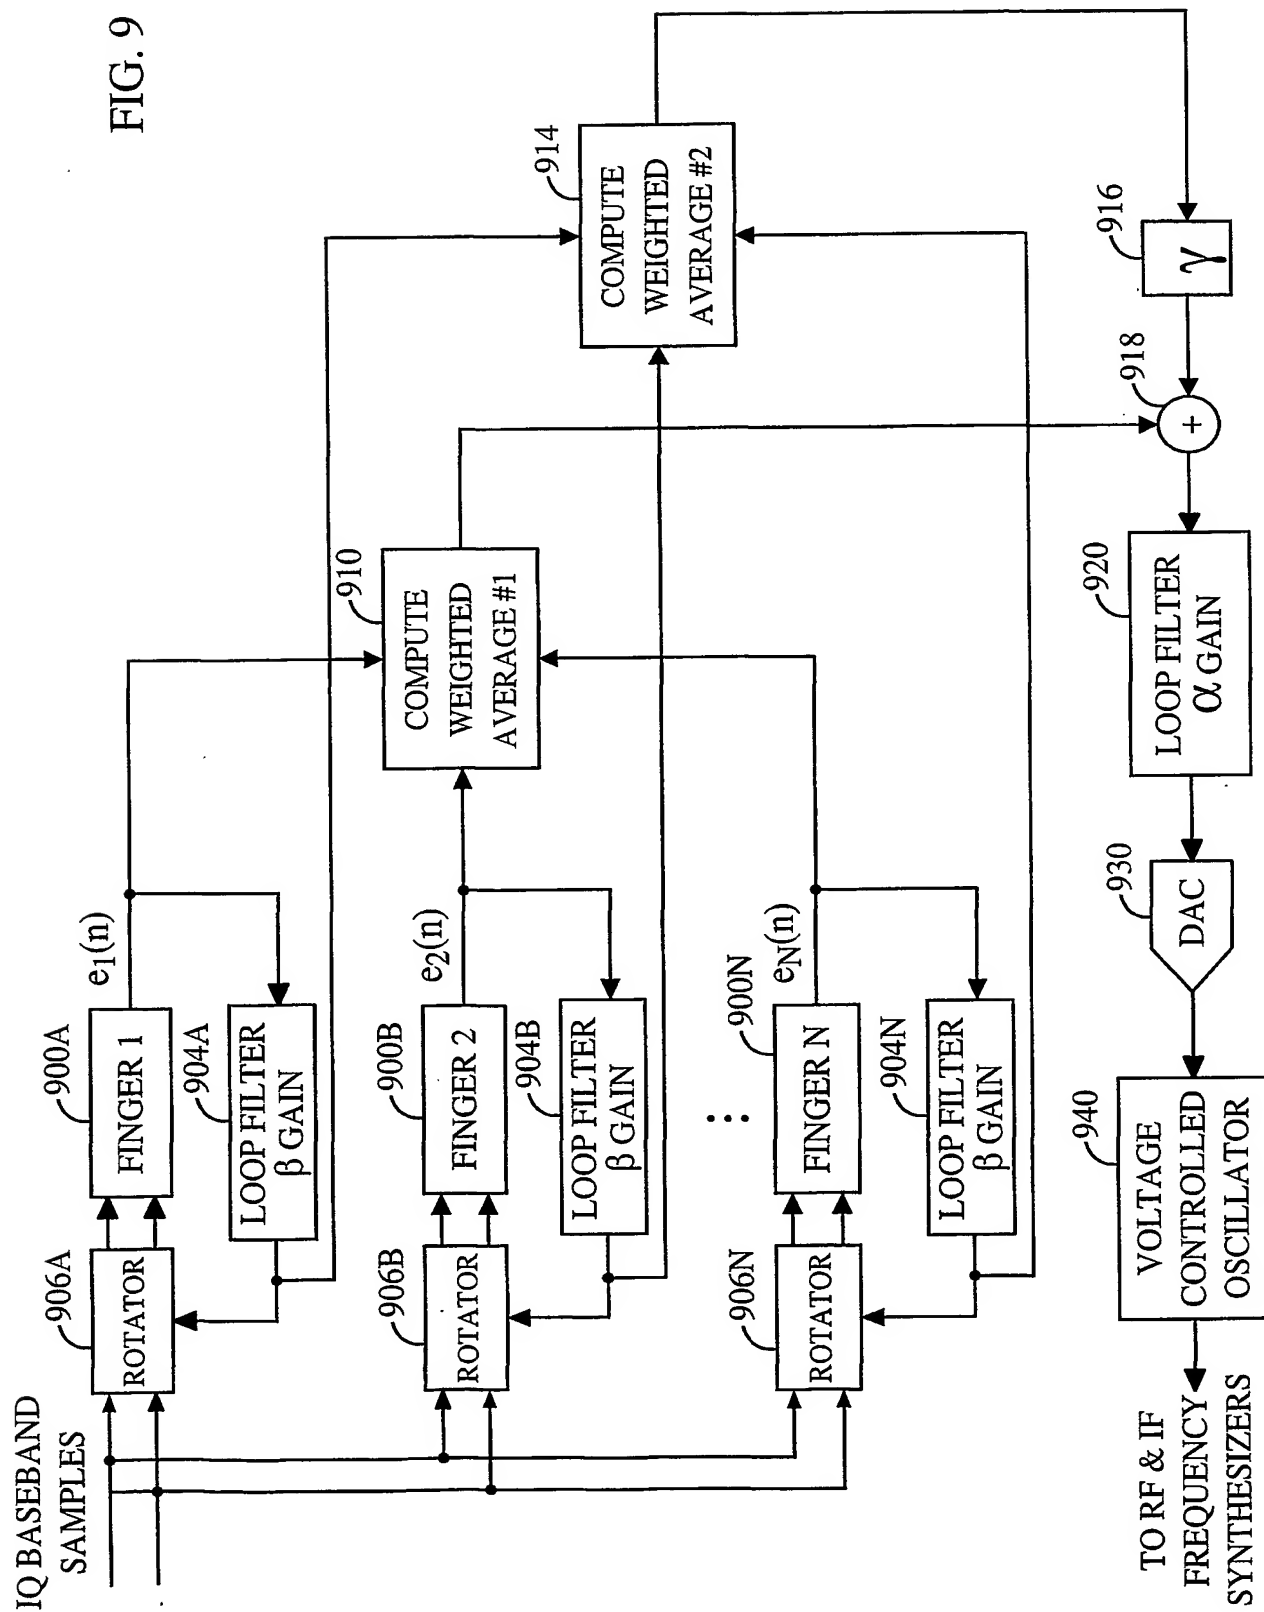 FIG. 9
IQ BASEBAND
SAMPLES
906A
ROTATOR
900A
FINGER 1
e1(n)
904A
LOOP FILTER
β GAIN
906B
ROTATOR
900B
FINGER 2
e2(n)
904B
LOOP FILTER
β GAIN
...
906N
ROTATOR
900N
FINGER N
eN(n)
904N
LOOP FILTER
β GAIN
910
COMPUTE
WEIGHTED
AVERAGE #1
914
COMPUTE
WEIGHTED
AVERAGE #2
916
γ
918
+
920
LOOP FILTER
α GAIN
930
DAC
940
VOLTAGE
CONTROLLED
OSCILLATOR
TO RF & IF
FREQUENCY
SYNTHESIZERS